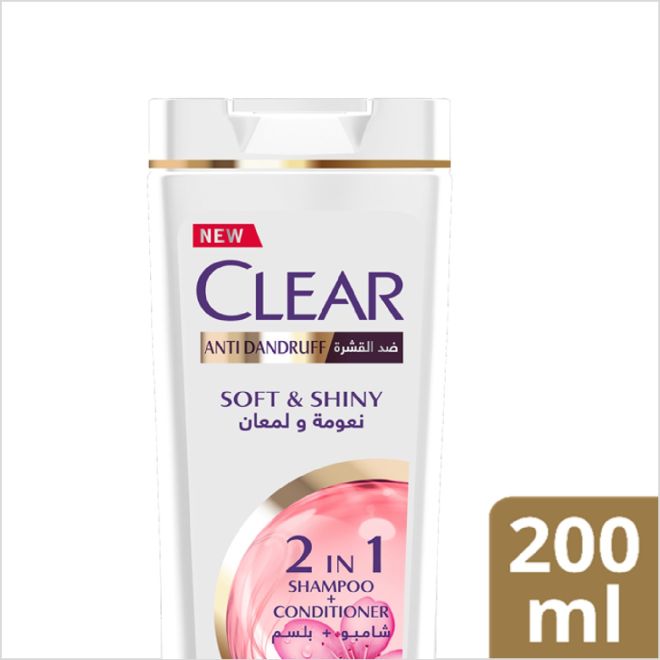 NEW
CLEAR
ANTI DANDRUFF ضد القشرة
SOFT & SHINY
نعومة و لمعان
2 IN 1
SHAMPOO
+
CONDITIONER
شامبو + بلسم
200
ml